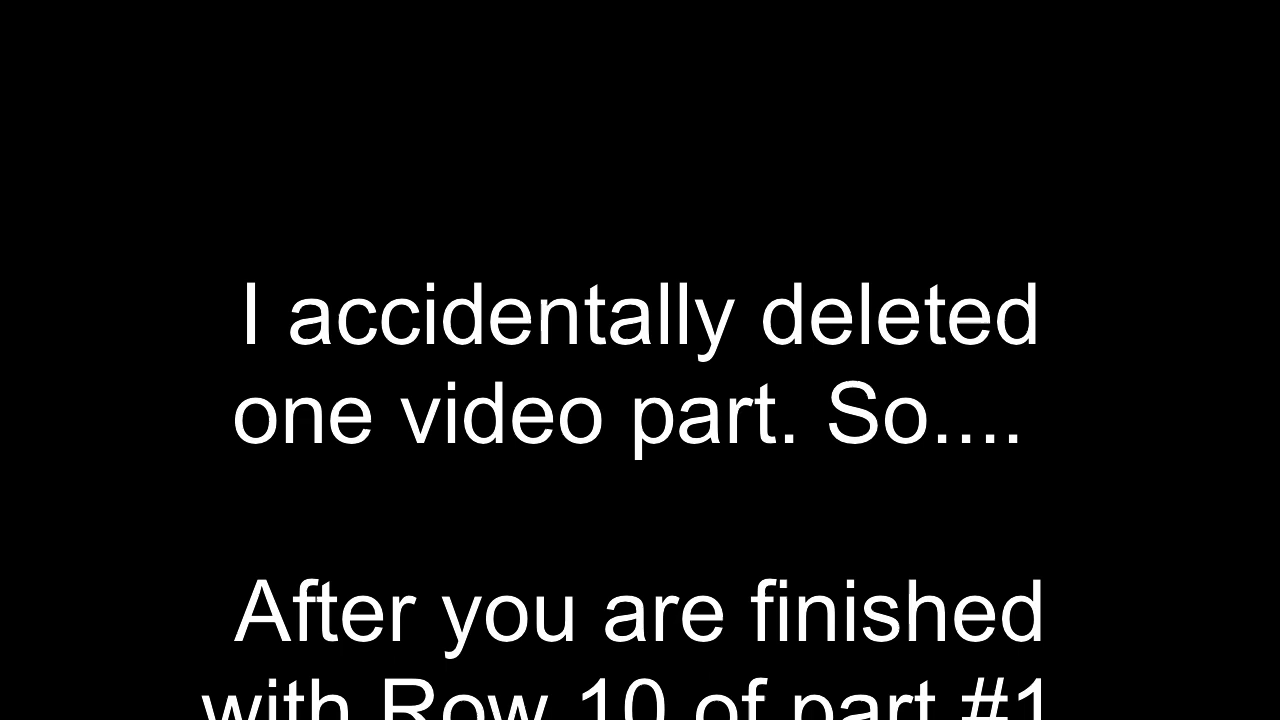 I accidentally deleted
one video part. So....
After you are finished
with Row 10 of part #1